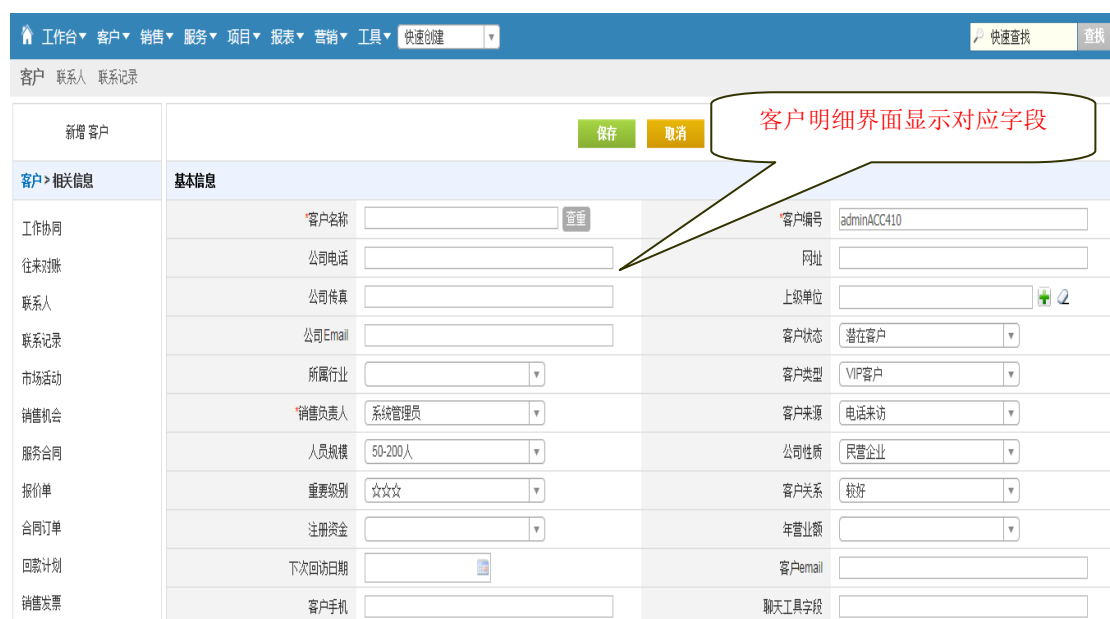 工作台▾ 客户▾ 销售▾ 服务▾ 项目▾ 报表▾ 营销▾ 工具▾ 快速创建 快速查找 查找
客户 联系人 联系记录
客户明细界面显示对应字段
新增 客户 保存 取消
客户>相关信息 基本信息
工作协同
往来对账
联系人
联系记录
市场活动
销售机会
服务合同
报价单
合同订单
回款计划
销售发票
*客户名称 查重 *客户编号 adminACC410
公司电话 网址
公司传真 上级单位
公司Email 客户状态 潜在客户
所属行业 客户类型 VIP客户
*销售负责人 系统管理员 客户来源 电话来访
人员规模 50-200人 公司性质 民营企业
重要级别 ☆☆☆ 客户关系 较好
注册资金 年营业额
下次回访日期 客户email
客户手机 聊天工具字段